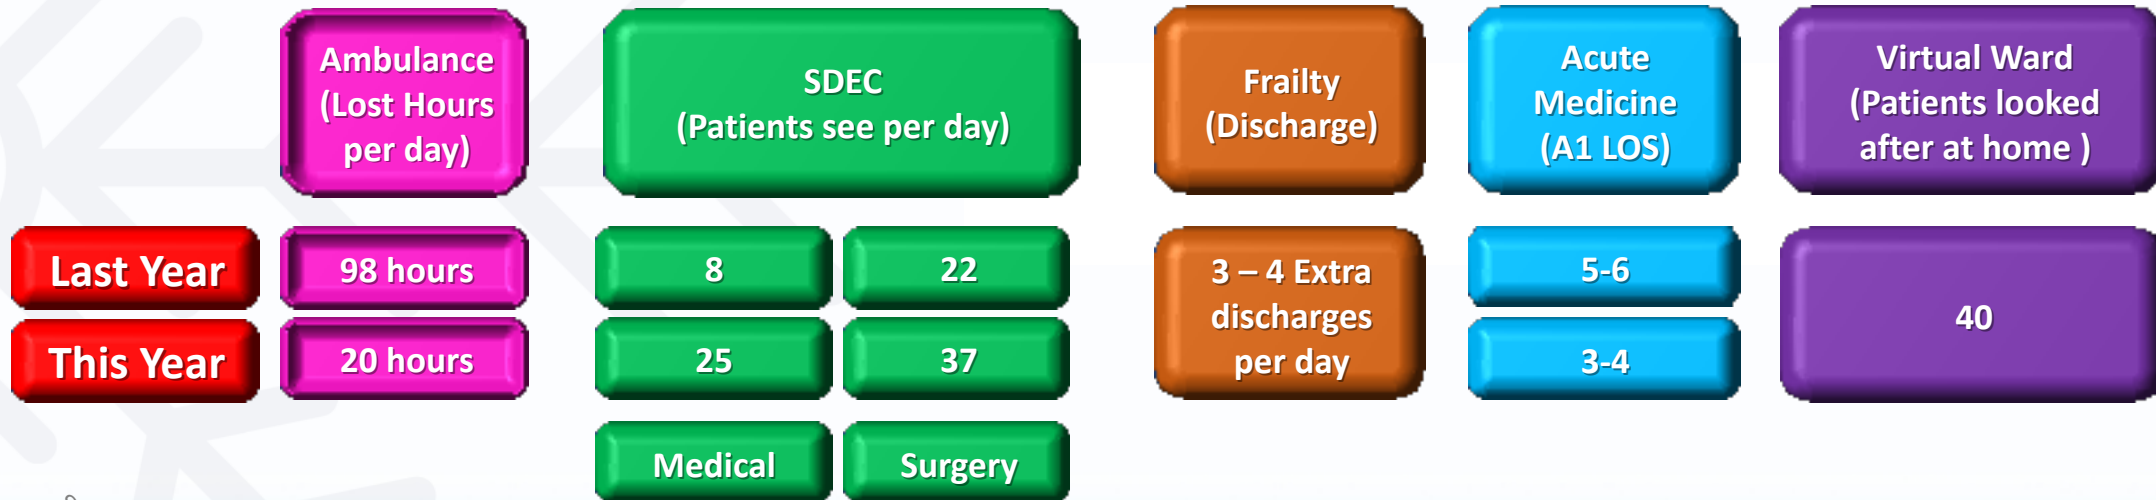 Ambulance
(Lost Hours
per day)
SDEC
(Patients see per day)
Frailty
(Discharge)
Acute
Medicine
(A1 LOS)
Virtual Ward
(Patients looked
after at home )
Last Year
98 hours
8
22
3 – 4 Extra
discharges
per day
5-6
40
This Year
20 hours
25
37
3-4
Medical
Surgery